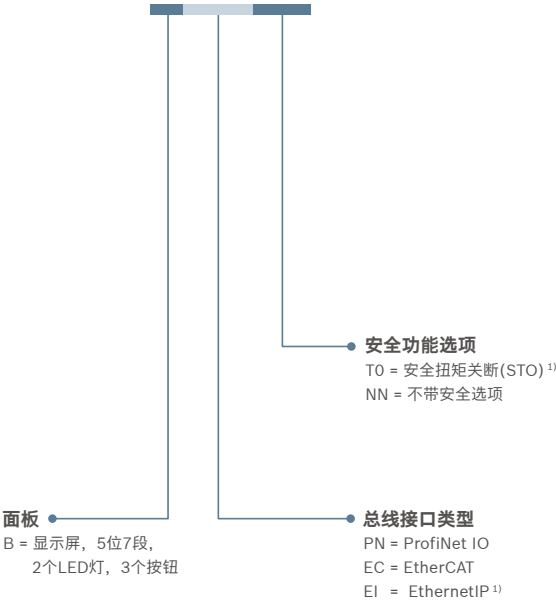 安全功能选项
T0 = 安全扭矩关断(STO) 1)
NN = 不带安全选项
面板
B = 显示屏，5位7段，
2个LED灯，3个按钮
总线接口类型
PN = ProfiNet IO
EC = EtherCAT
EI = EthernetIP 1)